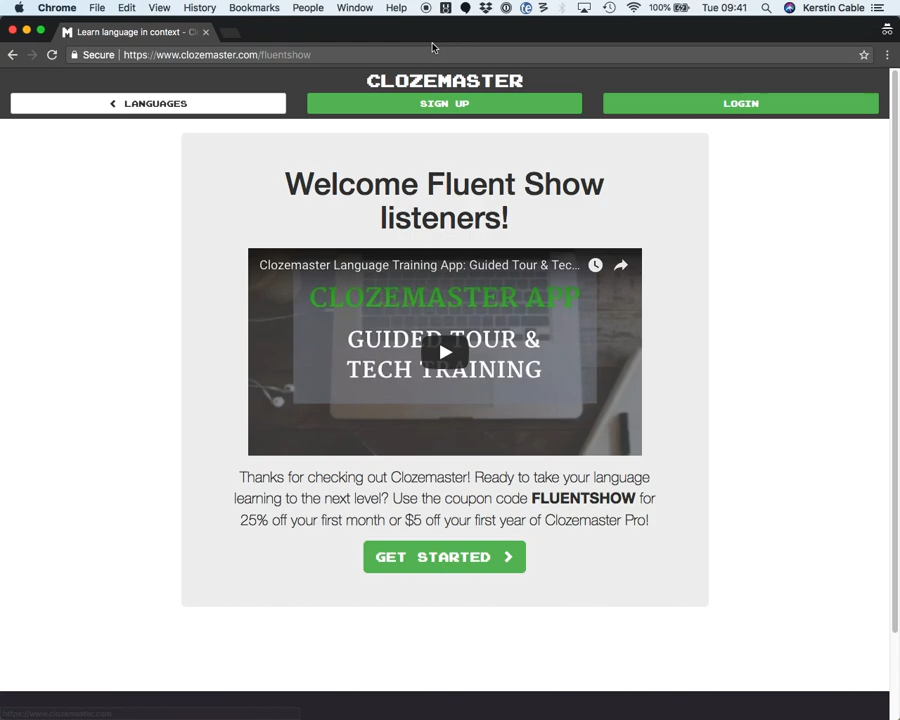 Chrome File Edit View History Bookmarks People Window Help 100% Tue 09:41 Kerstin Cable
Learn language in context - C
Secure https://www.clozemaster.com/fluentshow
CLOZEMASTER
LANGUAGES SIGN UP LOGIN
Welcome Fluent Show
listeners!
Clozemaster Language Training App: Guided Tour & Tec...
CLOZEMASTER APP
GUIDED TOUR &
TECH TRAINING
Thanks for checking out Clozemaster! Ready to take your language
learning to the next level? Use the coupon code FLUENTSHOW for
25% off your first month or $5 off your first year of Clozemaster Pro!
GET STARTED
https://www.clozemaster.com